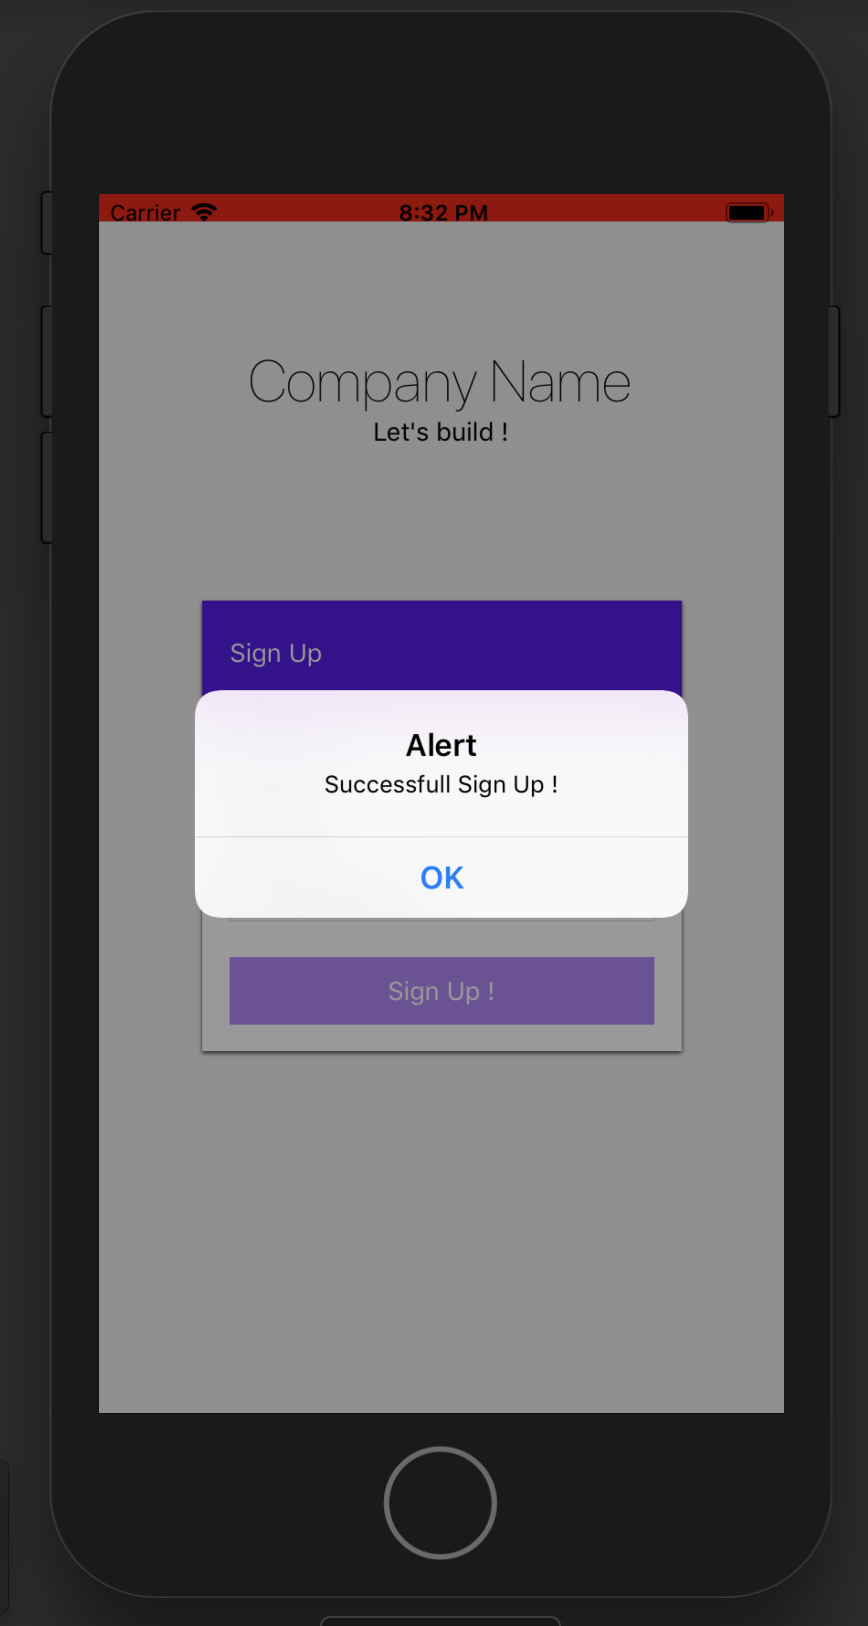 Carrier 8:32 PM
Company Name
Let's build !
Sign Up
Alert
Successfull Sign Up !
OK
Sign Up !